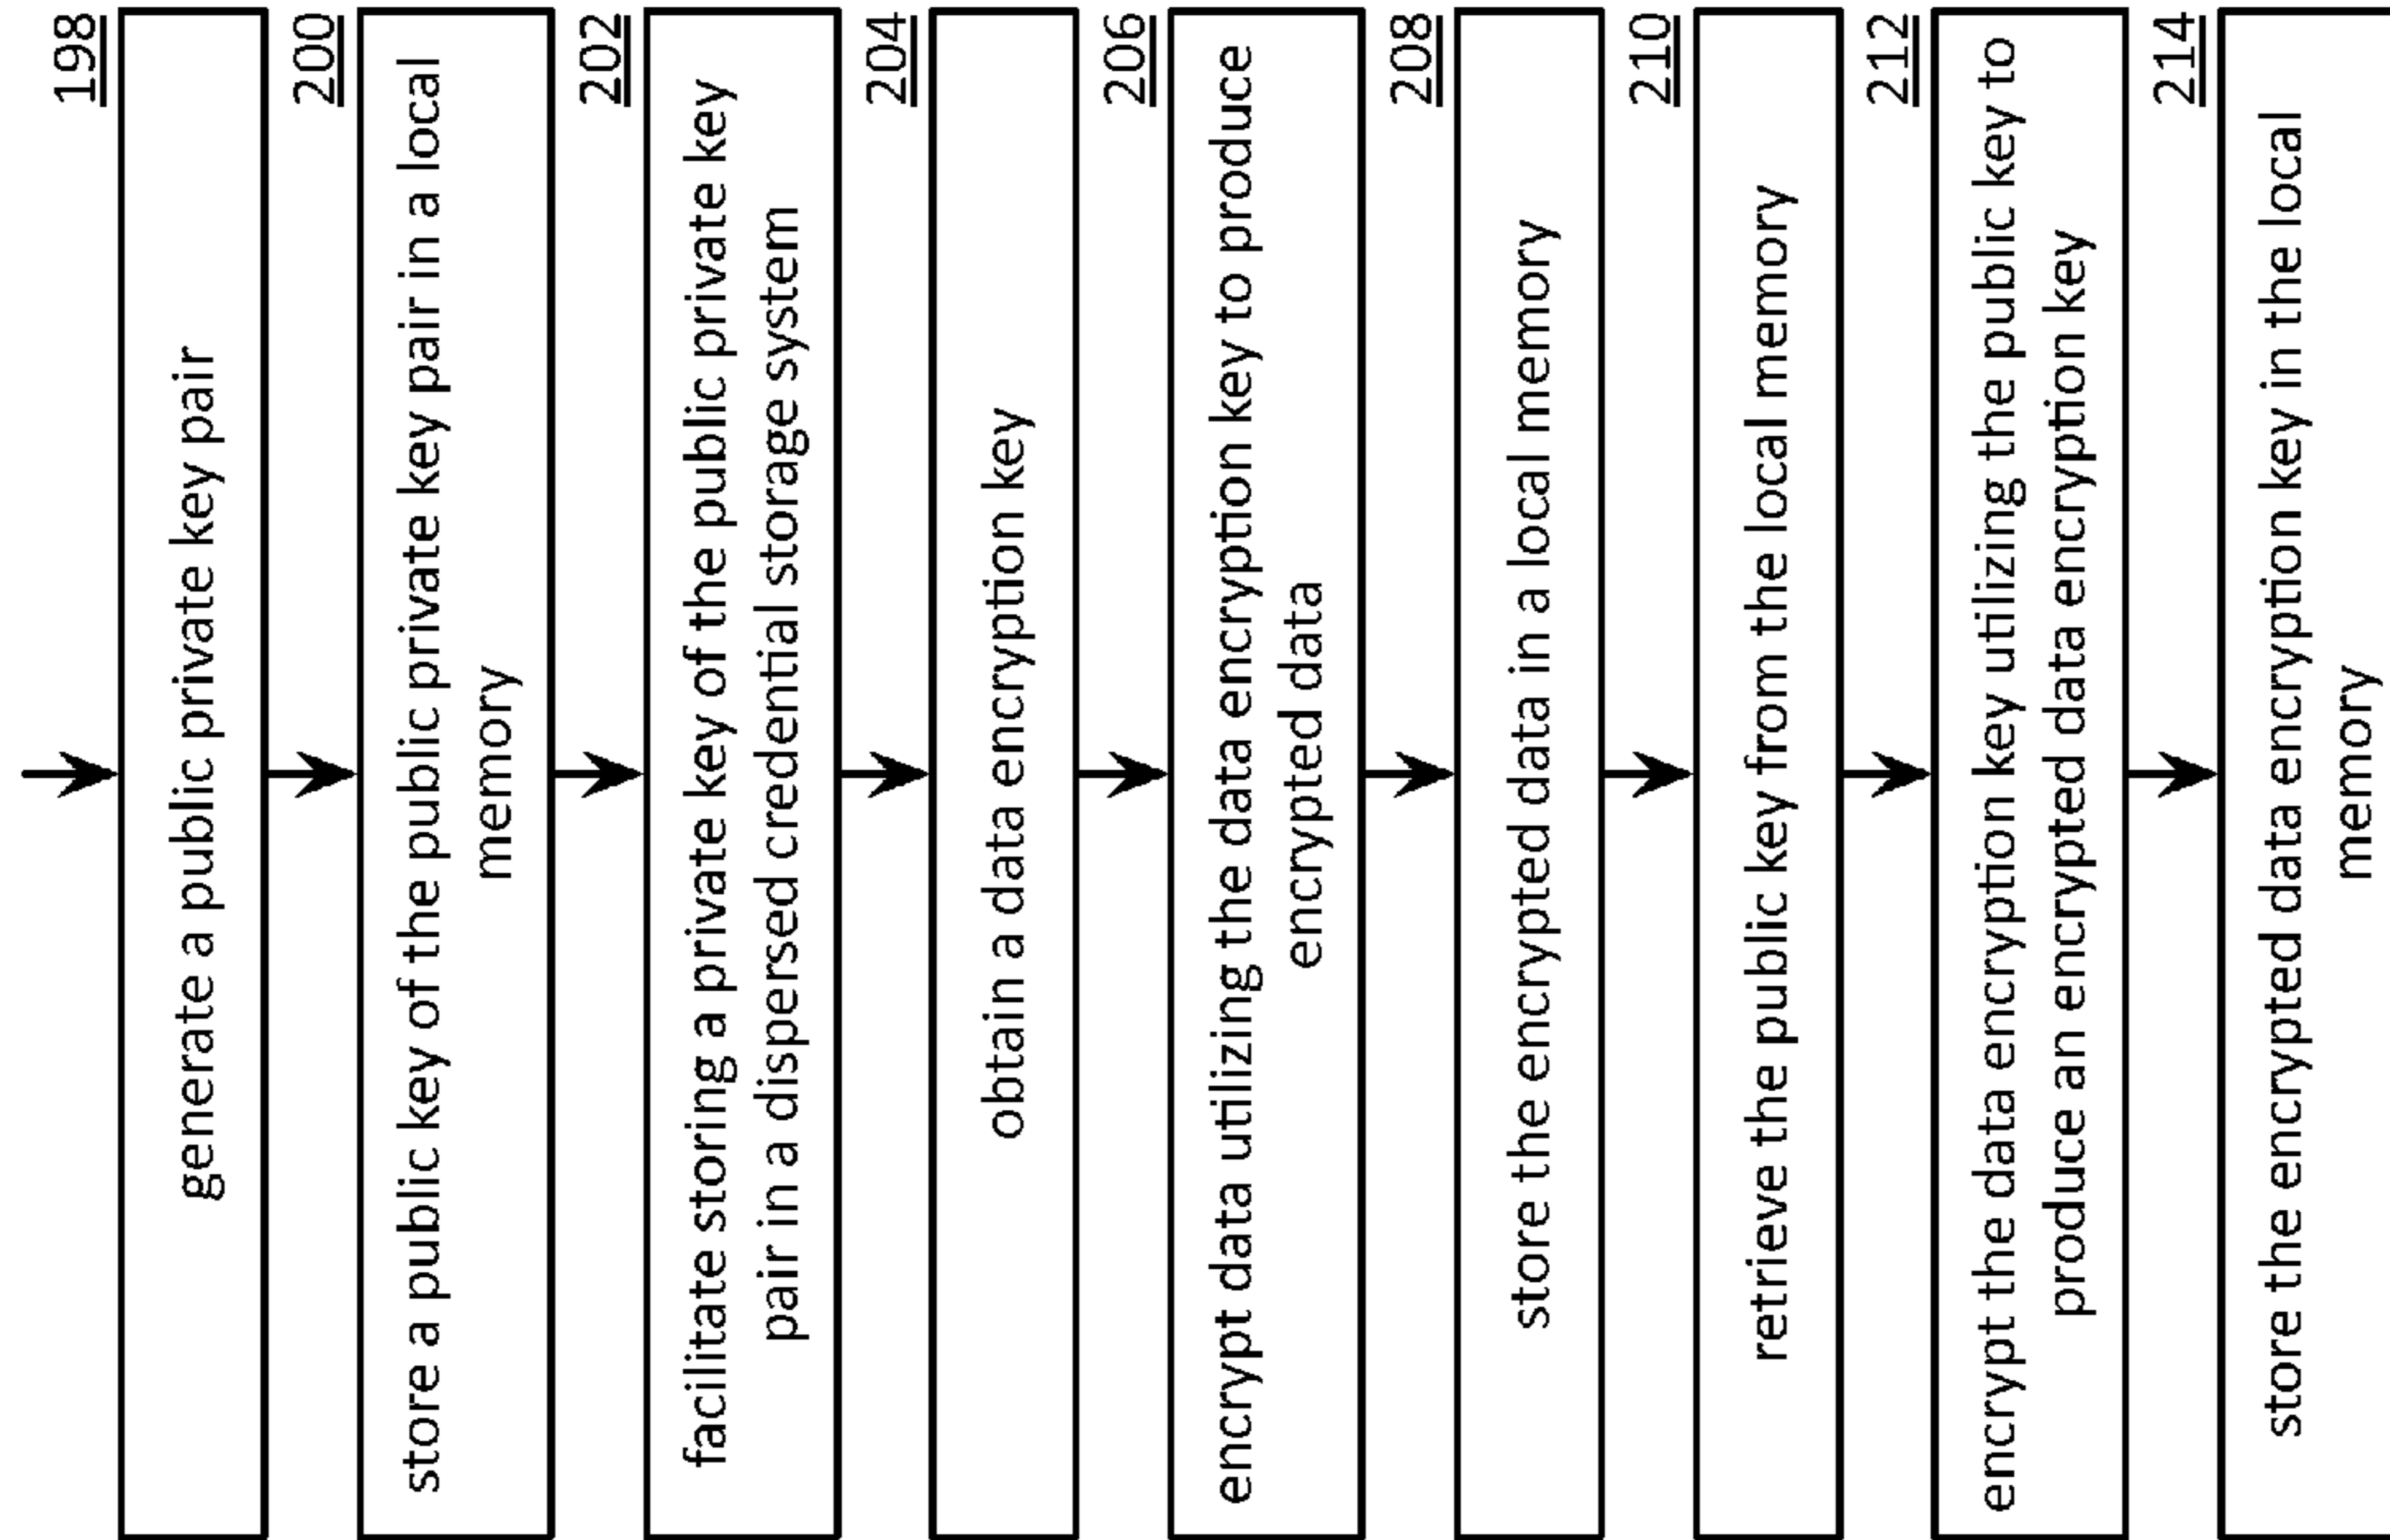 198
generate a public private key pair
200
store a public key of the public private key pair in a local
memory
202
facilitate storing a private key of the public private key
pair in a dispersed credential storage system
204
obtain a data encryption key
206
encrypt data utilizing the data encryption key to produce
encrypted data
208
store the encrypted data in a local memory
210
retrieve the public key from the local memory
212
encrypt the data encryption key utilizing the public key to
produce an encrypted data encryption key
214
store the encrypted data encryption key in the local
memory